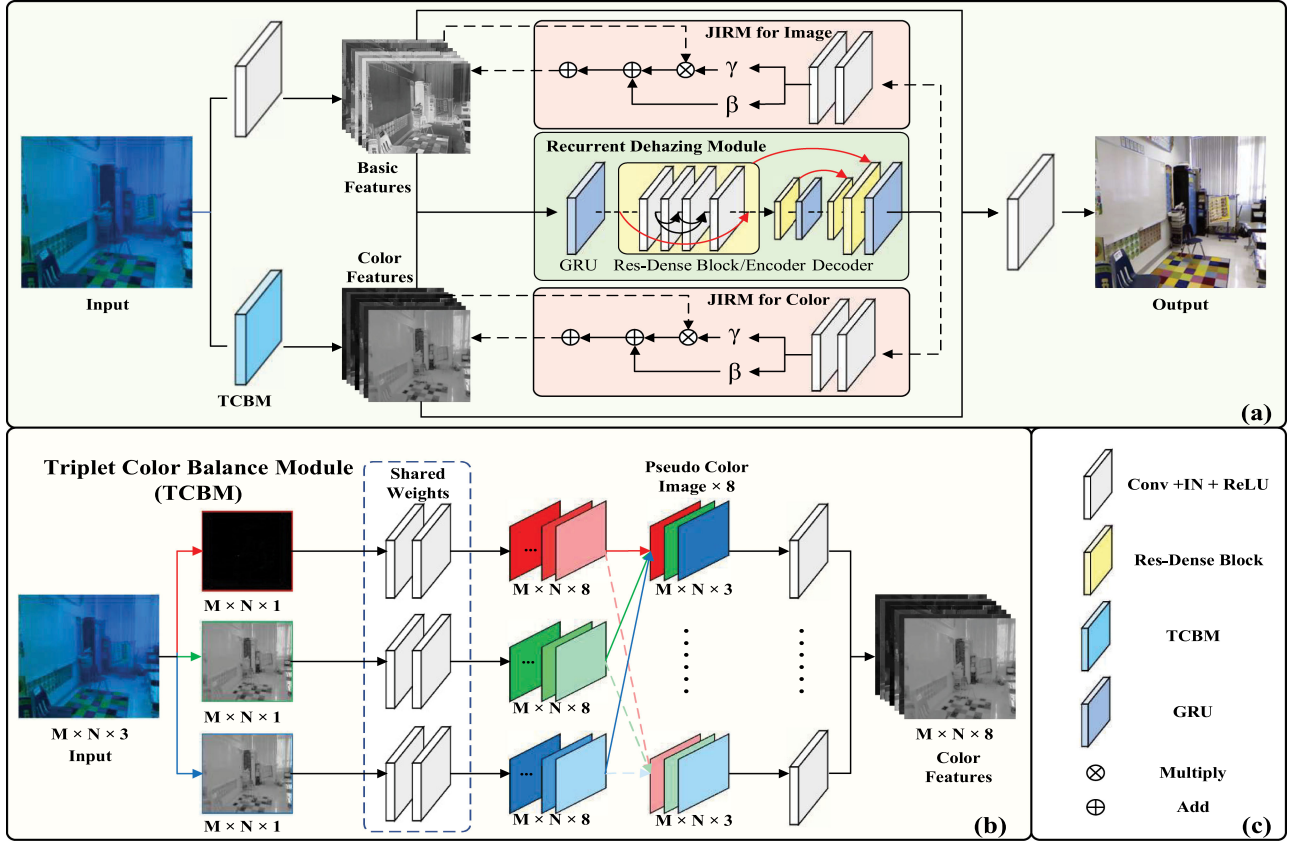 JIRM for Image
γ
β
Basic
Features
Recurrent Dehazing Module
GRU
Res-Dense Block/Encoder
Decoder
Input
Output
Color
Features
JIRM for Color
γ
β
TCBM
(a)
Triplet Color Balance Module
(TCBM)
Shared
Weights
Pseudo Color
Image × 8
...
M × N × 1
M × N × 8
M × N × 3
...
M × N × 3
Input
M × N × 1
M × N × 8
M × N × 8
Color
Features
...
M × N × 1
M × N × 8
M × N × 3
(b)
Conv +IN + ReLU
Res-Dense Block
TCBM
GRU
Multiply
Add
(c)